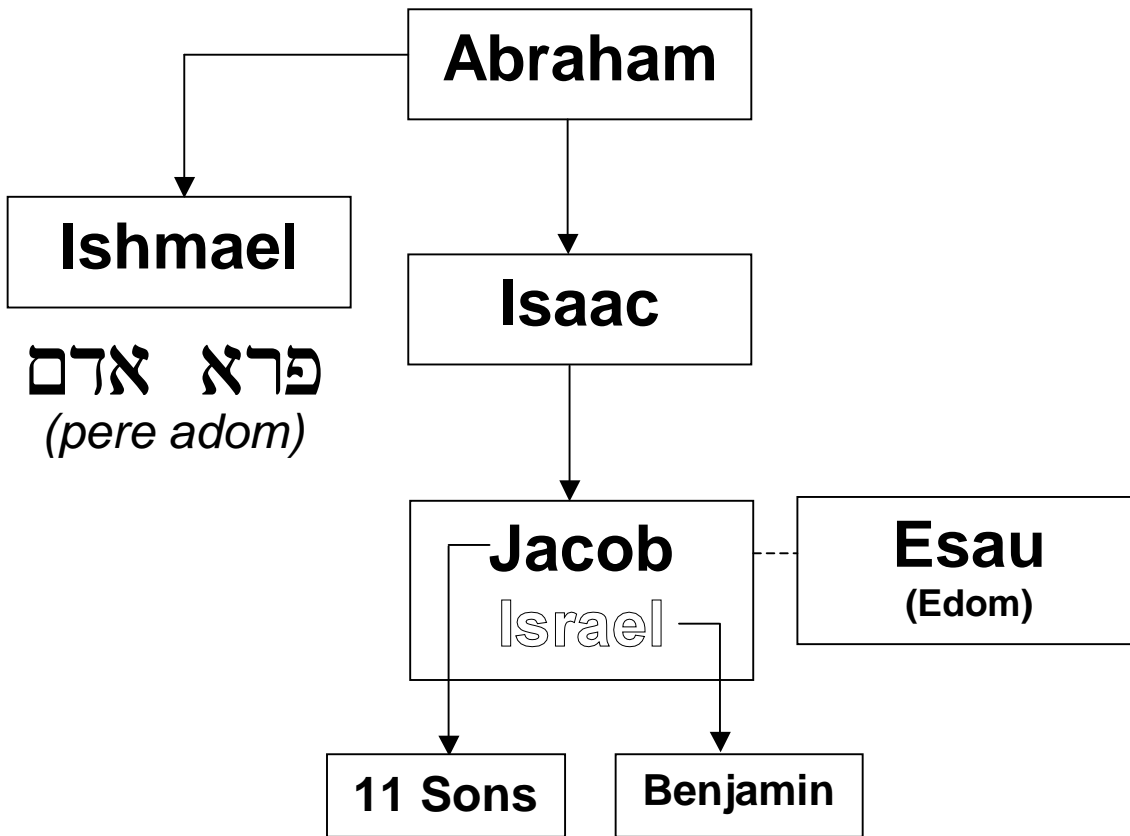 Abraham
Ishmael
פרא אדם
(pere adom)
Isaac
Jacob
Israel
Esau
(Edom)
11 Sons
Benjamin